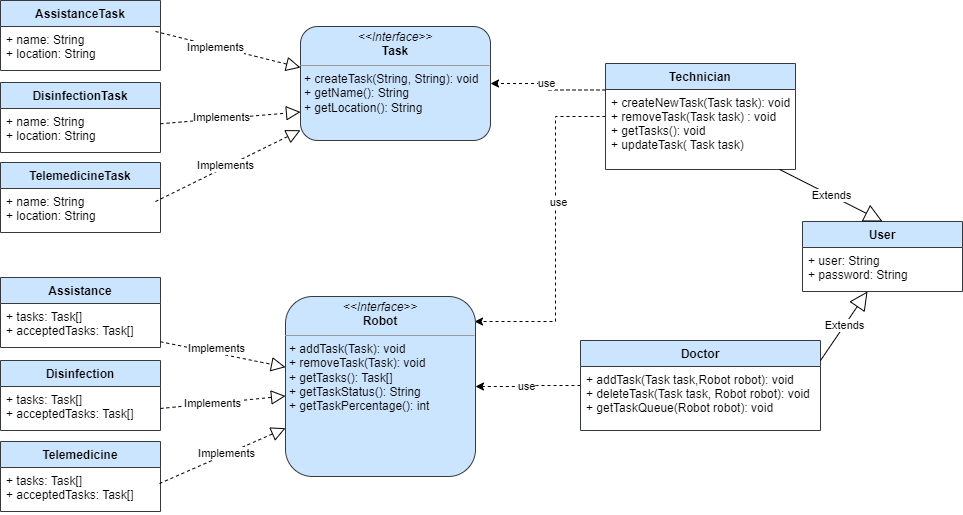 AssistanceTask
+ name: String
+ location: String
DisinfectionTask
+ name: String
+ location: String
TelemedicineTask
+ name: String
+ location: String
Implements
Implements
Implements
<<Interface>>
Task
+ createTask(String, String): void
+ getName(): String
+ getLocation(): String
use
Technician
+ createNewTask(Task task): void
+ removeTask(Task task) : void
+ getTasks(): void
+ updateTask( Task task)
use
Extends
User
+ user: String
+ password: String
Extends
Assistance
+ tasks: Task[]
+ acceptedTasks: Task[]
Disinfection
+ tasks: Task[]
+ acceptedTasks: Task[]
Telemedicine
+ tasks: Task[]
+ acceptedTasks: Task[]
Implements
Implements
Implements
<<Interface>>
Robot
+ addTask(Task): void
+ removeTask(Task): void
+ getTasks(): Task[]
+ getTaskStatus(): String
+ getTaskPercentage(): int
use
Doctor
+ addTask(Task task,Robot robot): void
+ deleteTask(Task task, Robot robot): void
+ getTaskQueue(Robot robot): void